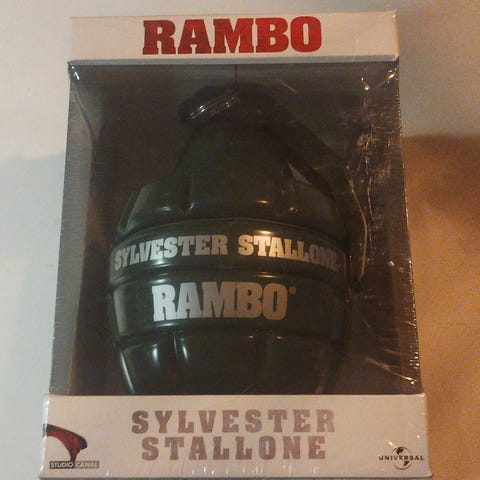 RAMBO
SYLVESTER STALLONE
RAMBO®
SYLVESTER
STALLONE
STUDIO CANAL
UNIVERSAL